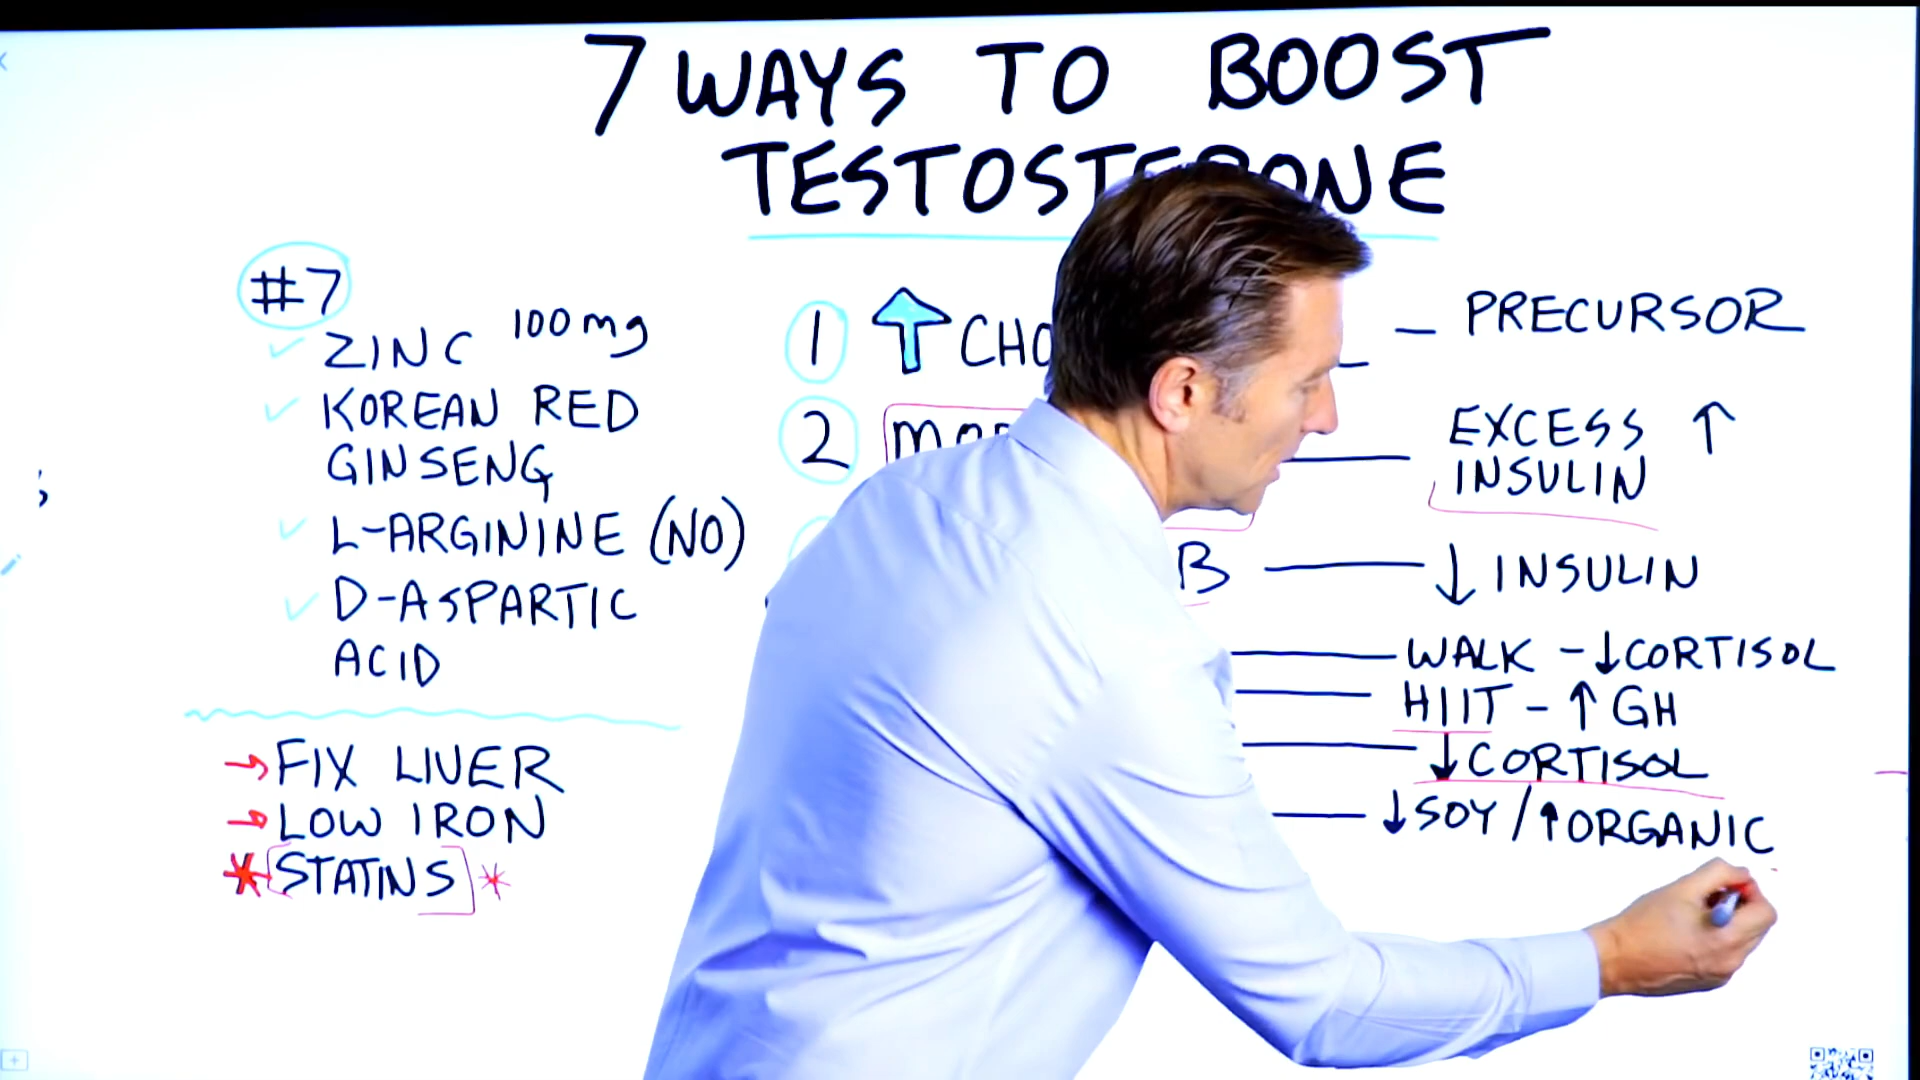 7 WAYS TO BOOST
TESTOSTERONE
#7
ZINC 100mg
KOREAN RED
GINSENG
L-ARGININE (NO)
D-ASPARTIC
ACID
→ FIX LIVER
→ LOW IRON
* [STATINS] *
1 ↑ CHO
2
B
— PRECURSOR
EXCESS ↑
INSULIN
↓ INSULIN
WALK - ↓ CORTISOL
HIIT - ↑ GH
↓ CORTISOL
↓ SOY / ↑ ORGANIC